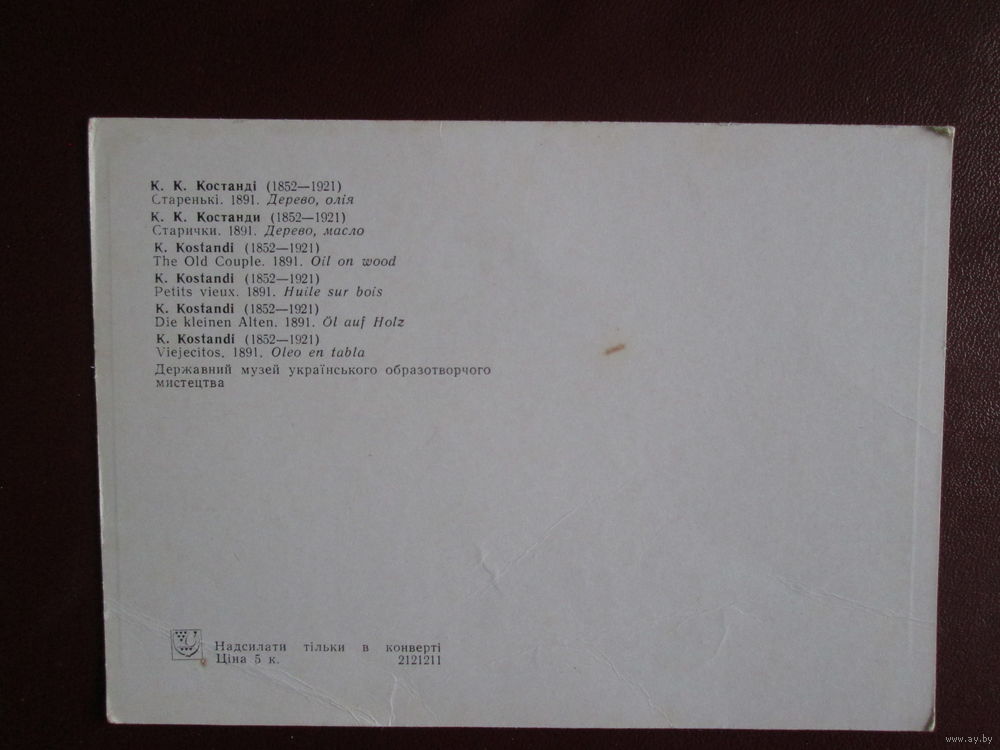 К. К. Костанді (1852—1921)
Старенькі. 1891. Дерево, олія
К. К. Костанди (1852—1921)
Старички. 1891. Дерево, масло
K. Kostandi (1852—1921)
The Old Couple. 1891. Oil on wood
K. Kostandi (1852—1921)
Petits vieux. 1891. Huile sur bois
K. Kostandi (1852—1921)
Die kleinen Alten. 1891. Öl auf Holz
K. Kostandi (1852—1921)
Viejecitos. 1891. Oleo en tabla
Державний музей українського образотворчого
мистецтва
Надсилати тільки в конверті
Ціна 5 к. 2121211
www.ay.by